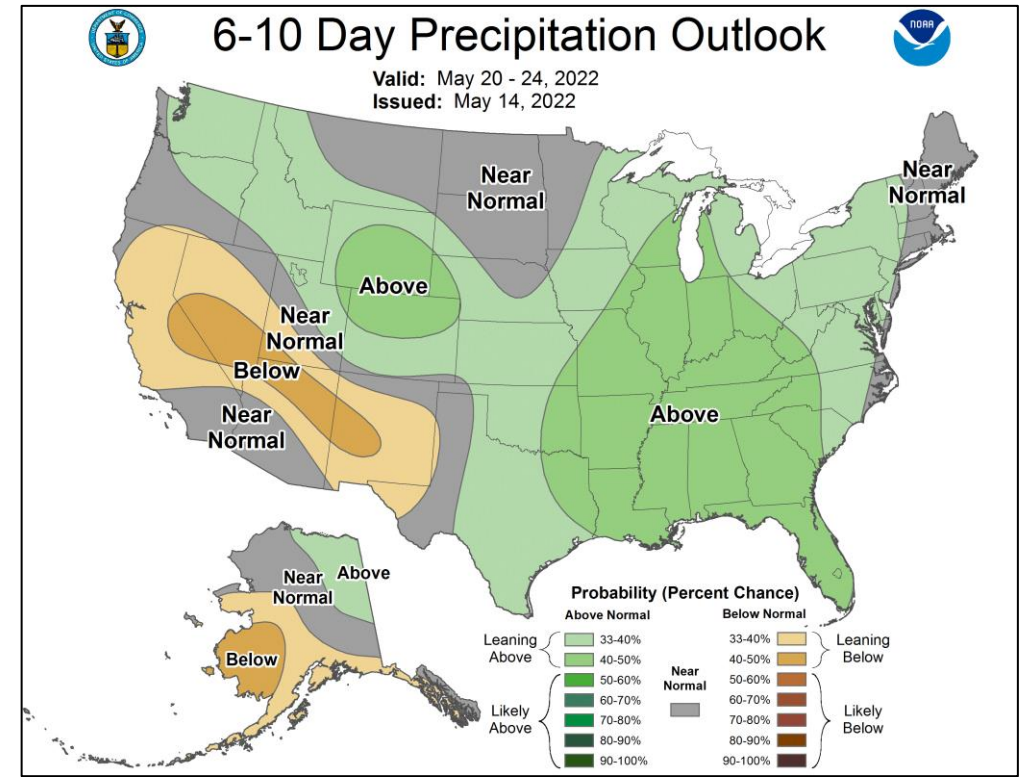 6-10 Day Precipitation Outlook
NOAA
Valid: May 20 - 24, 2022
Issued: May 14, 2022
Near
Normal
Near
Normal
Above
Near
Normal
Below
Near
Normal
Above
Near
Normal
Above
Below
Probability (Percent Chance)
Above Normal
Below Normal
Leaning
Above
33-40%
40-50%
Likely
Above
50-60%
60-70%
70-80%
80-90%
90-100%
Near
Normal
33-40%
40-50%
Leaning
Below
50-60%
60-70%
70-80%
80-90%
90-100%
Likely
Below